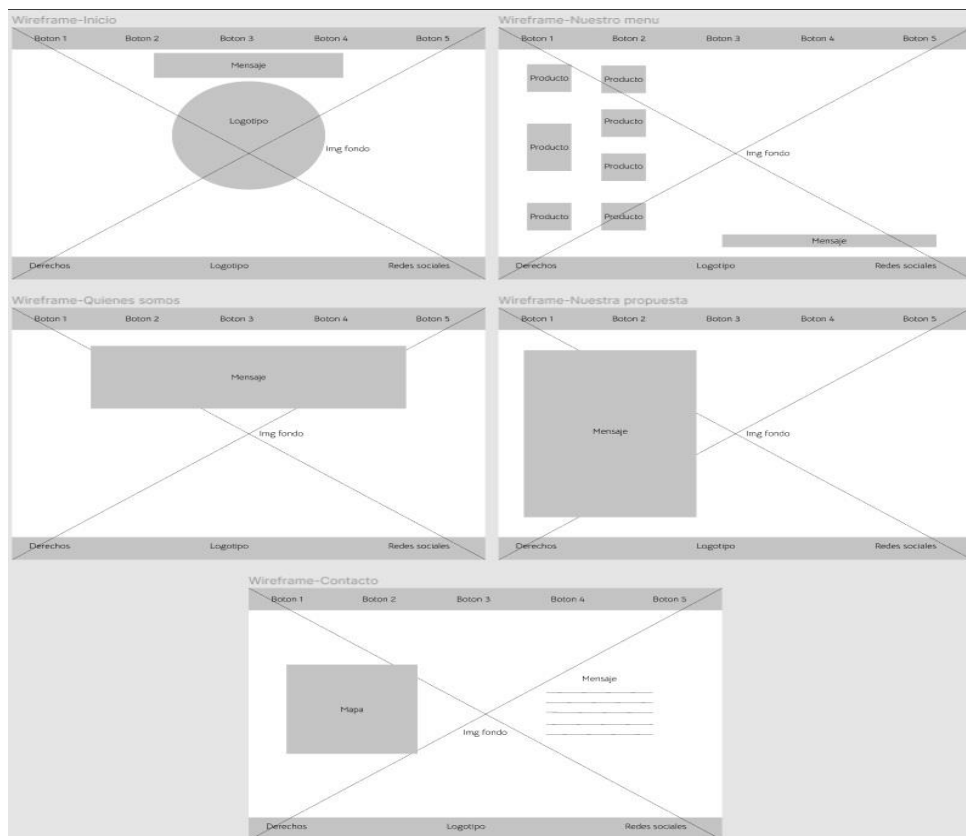 Wireframe-Inicio
Boton 1 Boton 2 Boton 3 Boton 4 Boton 5
Mensaje
Logotipo
Img fondo
Derechos Logotipo Redes sociales
Wireframe-Nuestro menu
Boton 1 Boton 2 Boton 3 Boton 4 Boton 5
Producto Producto
Producto
Producto
Img fondo
Producto
Producto Producto
Mensaje
Derechos Logotipo Redes sociales
Wireframe-Quienes somos
Boton 1 Boton 2 Boton 3 Boton 4 Boton 5
Mensaje
Img fondo
Derechos Logotipo Redes sociales
Wireframe-Nuestra propuesta
Boton 1 Boton 2 Boton 3 Boton 4 Boton 5
Mensaje
Img fondo
Derechos Logotipo Redes sociales
Wireframe-Contacto
Boton 1 Boton 2 Boton 3 Boton 4 Boton 5
Mensaje
Mapa
Img fondo
Derechos Logotipo Redes sociales